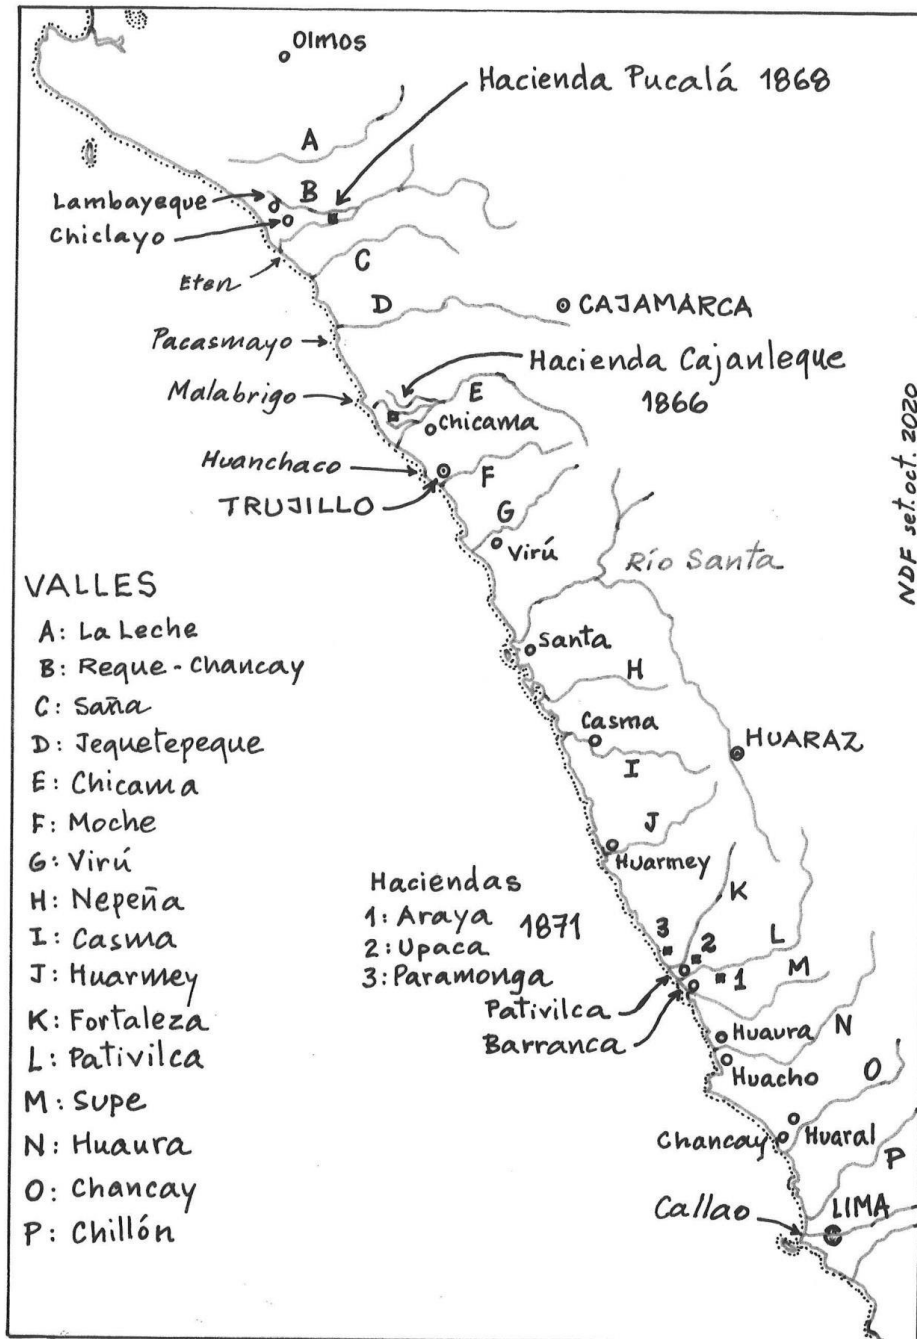 Olmos
Hacienda Pucalá 1868
A
Lambayeque
B
Chiclayo
C
Eten
D
CAJAMARCA
Pacasmayo
Hacienda Cajanleque
1866
Malabrigo
E
Chicama
Huanchaco
F
TRUJILLO
G
Virú
Río Santa
NDF set.oct. 2020
Santa
H
Casma
I
HUARAZ
J
Huarmey
VALLES
A: La Leche
B: Reque - Chancay
C: Saña
D: Jequetepeque
E: Chicama
F: Moche
G: Virú
H: Nepeña
I: Casma
J: Huarmey
K: Fortaleza
L: Pativilca
M: Supe
N: Huaura
O: Chancay
P: Chillón
Haciendas
1: Araya
2: Upaca
3: Paramonga
1871
K
3
2
L
1
M
Pativilca
Barranca
Huaura
N
Huacho
O
Chancay
Huaral
P
Callao
LIMA